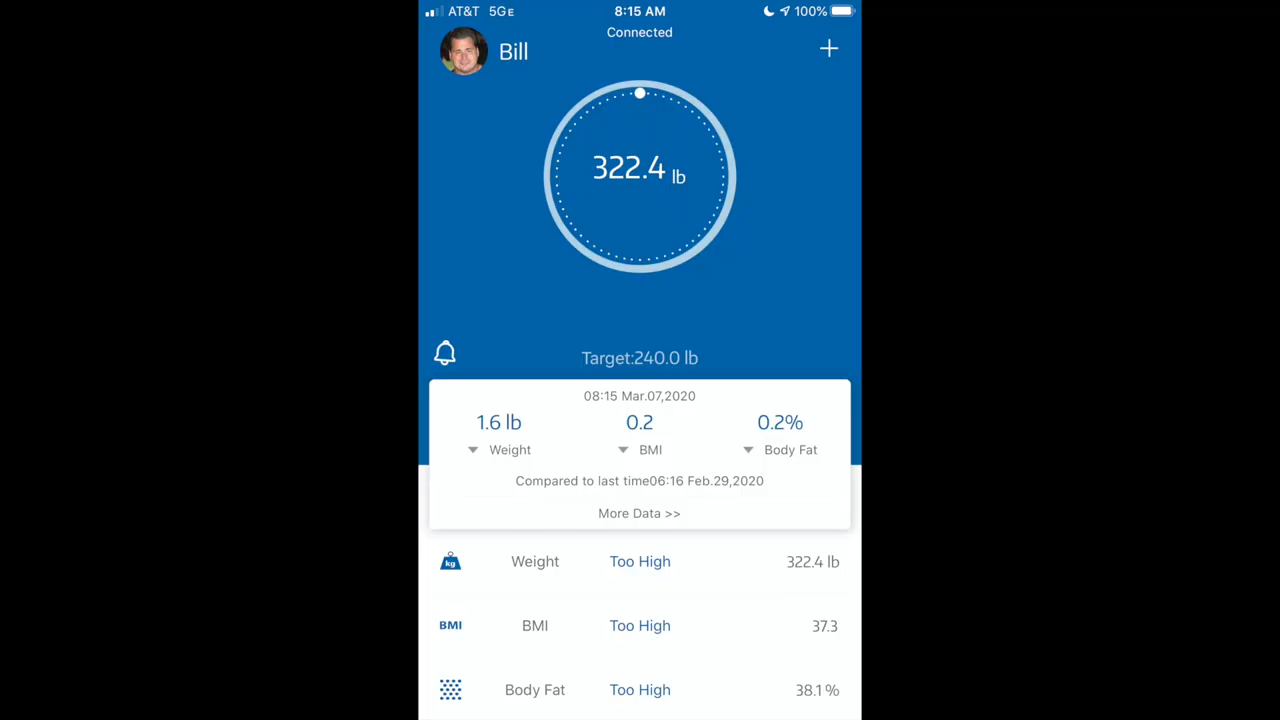 AT&T 5GE 8:15 AM 100%
Connected
Bill
322.4 lb
Target:240.0 lb
08:15 Mar.07,2020
1.6 lb 0.2 0.2%
Weight BMI Body Fat
Compared to last time06:16 Feb.29,2020
More Data >>
kg Weight Too High 322.4 lb
BMI BMI Too High 37.3
Body Fat Too High 38.1%